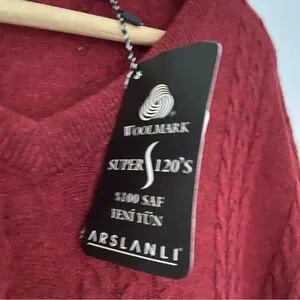 WOOLMARK
SUPER 120'S
%100 SAF
YENİ YÜN
ARSLANLI